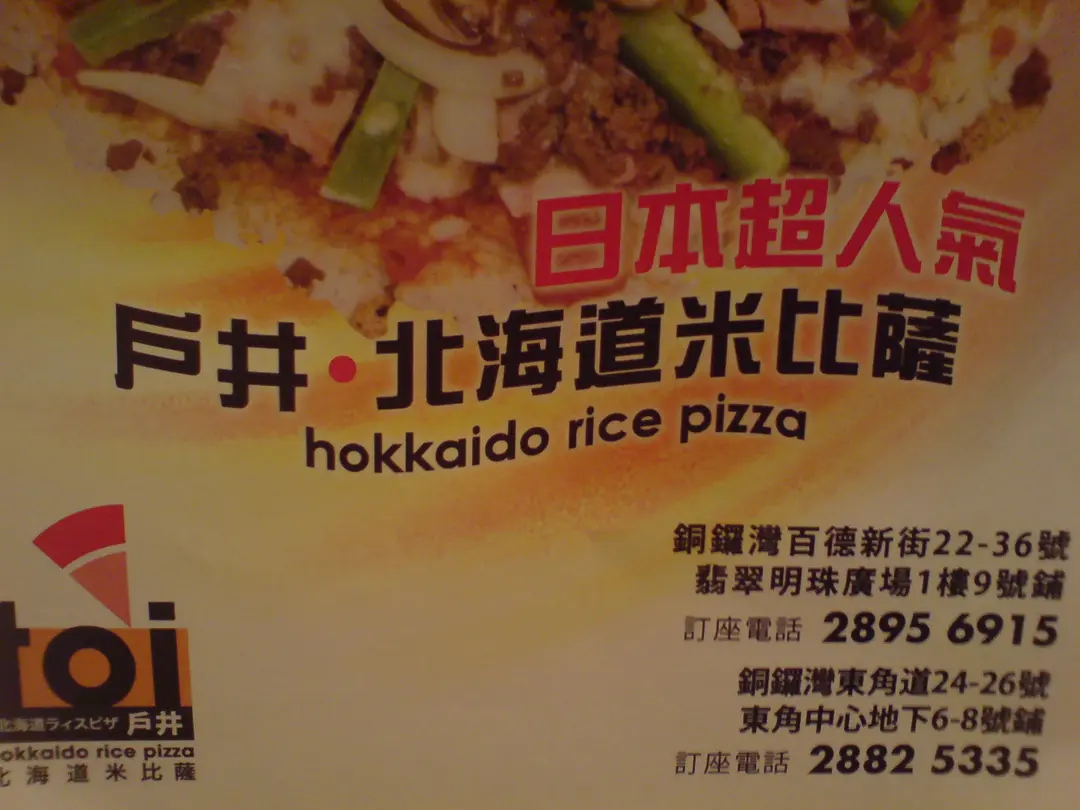 日本超人氣
戶井・北海道米比薩
hokkaido rice pizza
銅鑼灣百德新街22-36號
翡翠明珠廣場1樓9號鋪
訂座電話 2895 6915
銅鑼灣東角道24-26號
東角中心地下6-8號鋪
訂座電話 2882 5335
toi
北海道ライスピザ 戶井
hokkaido rice pizza
北海道米比薩